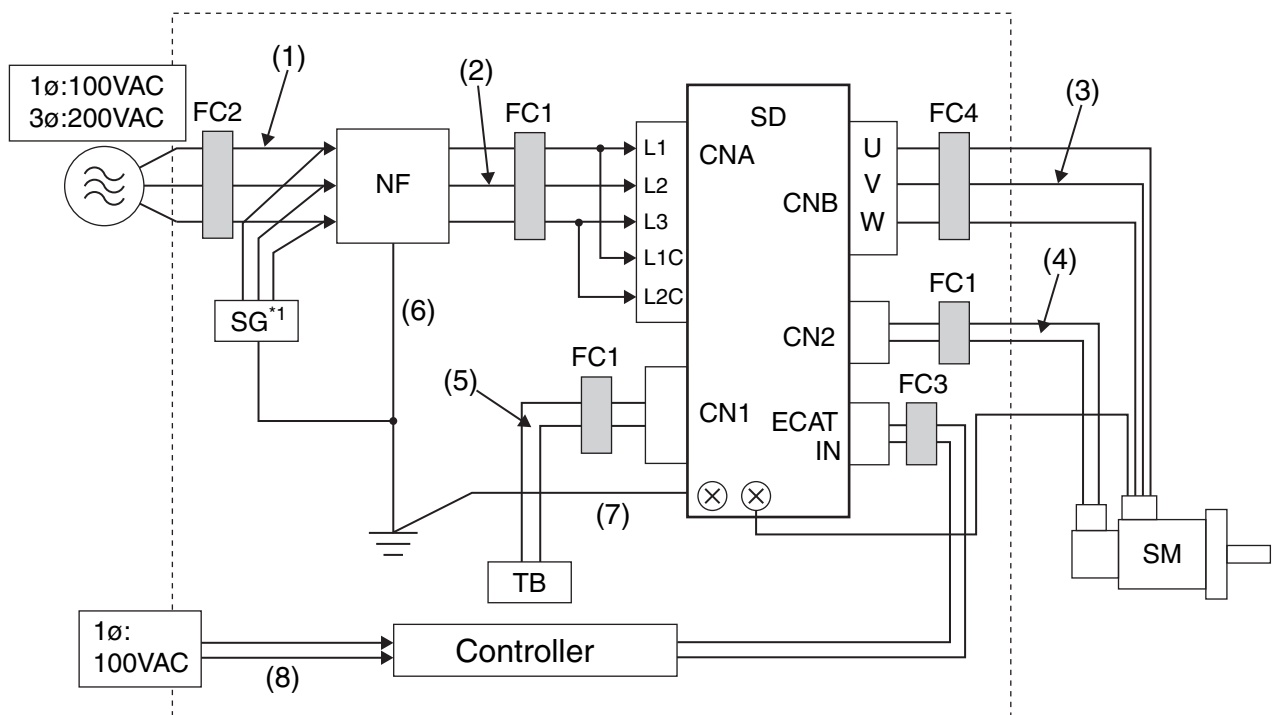 (1)
(2)
1ø:100VAC
3ø:200VAC
FC2
FC1
SD
FC4
(3)
NF
L1
L2
L3
L1C
L2C
CNA
CNB
U
V
W
SG*1
(6)
FC1
(5)
CN2
FC1
(4)
FC3
CN1
ECAT
IN
(7)
TB
SM
1ø:
100VAC
(8)
Controller